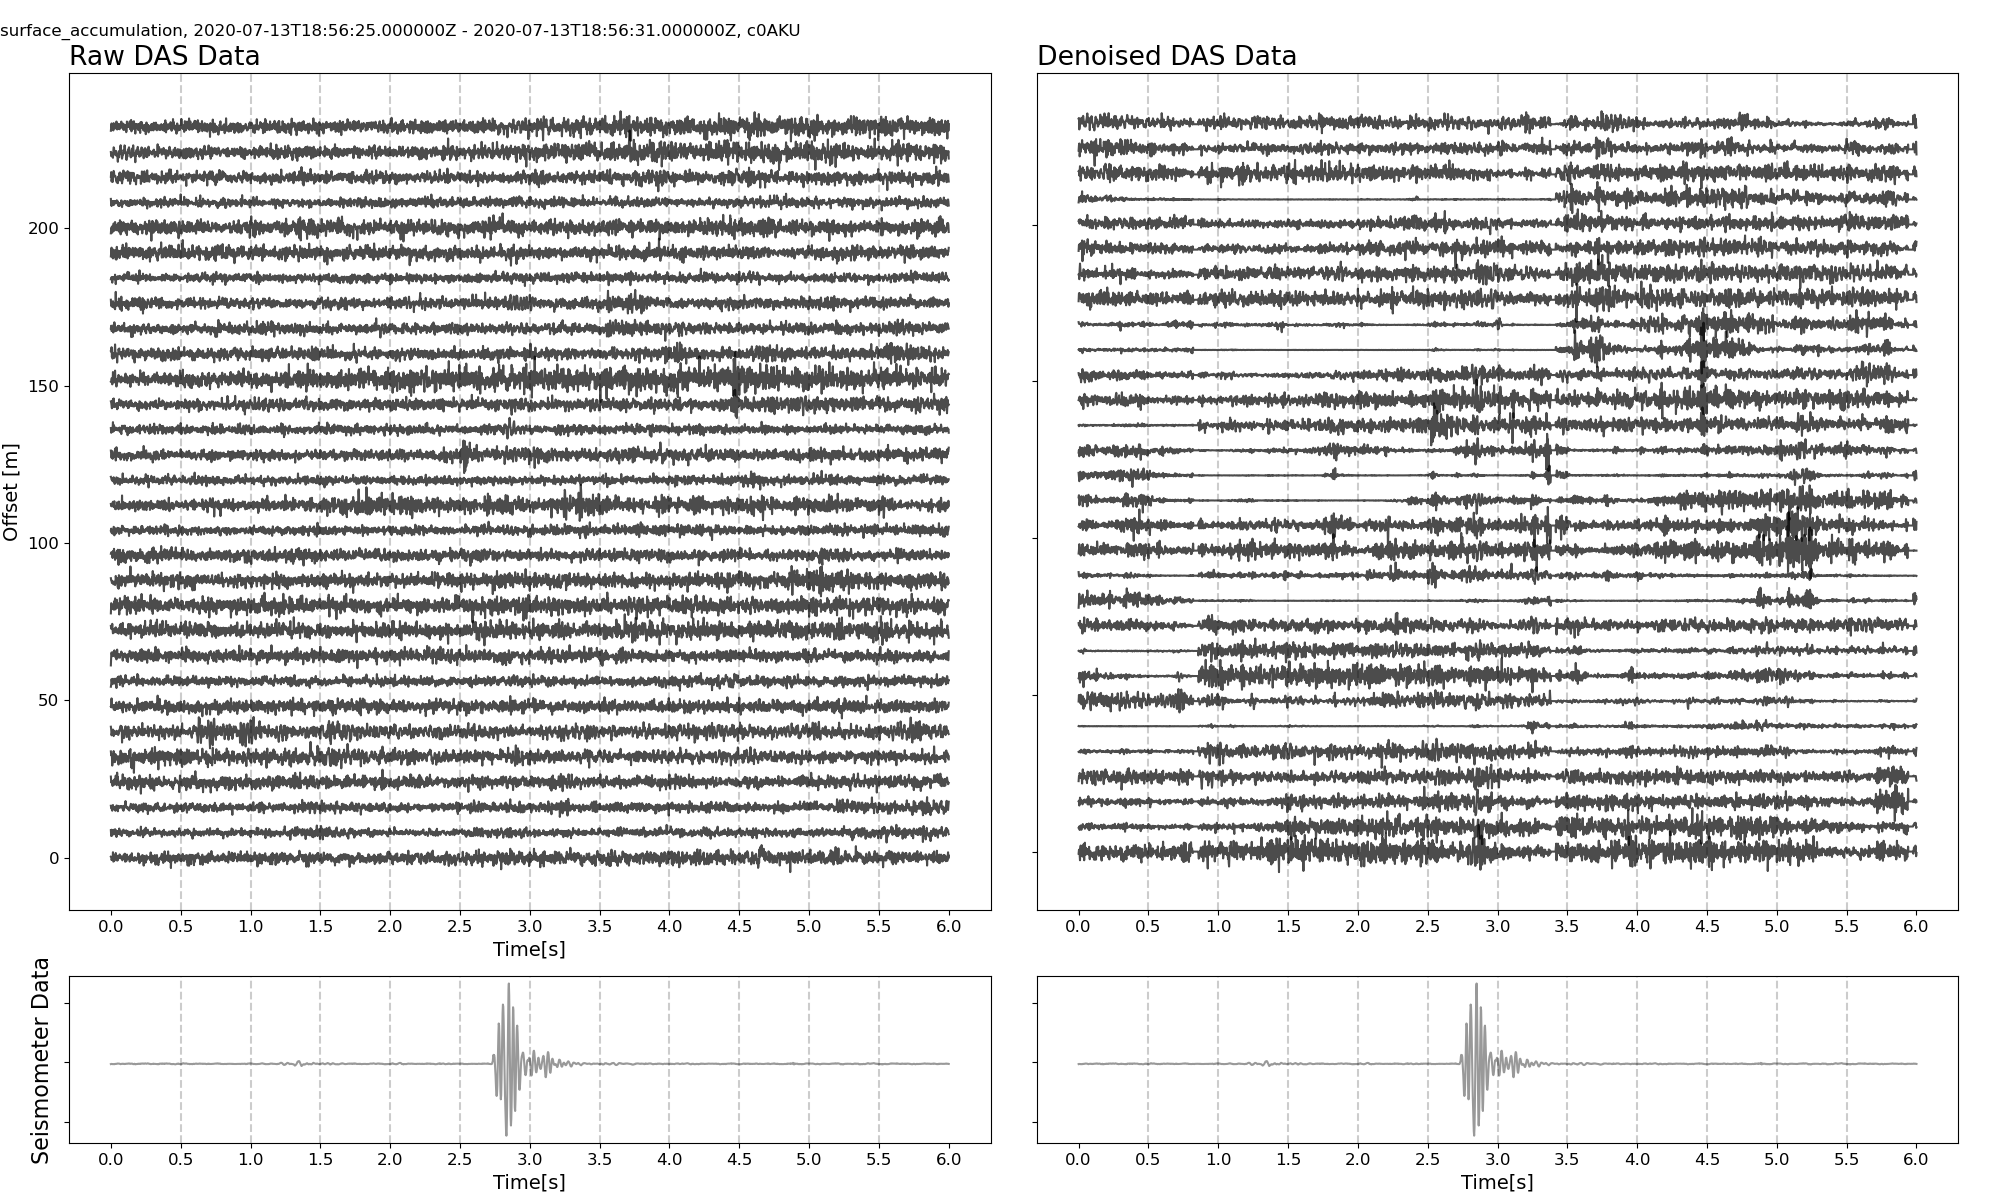 surface_accumulation, 2020-07-13T18:56:25.000000Z - 2020-07-13T18:56:31.000000Z, c0AKU
Raw DAS Data
Denoised DAS Data
Offset [m]
200
150
100
50
0
0.0 0.5 1.0 1.5 2.0 2.5 3.0 3.5 4.0 4.5 5.0 5.5 6.0
Time[s]
0.0 0.5 1.0 1.5 2.0 2.5 3.0 3.5 4.0 4.5 5.0 5.5 6.0
Seismometer Data
0.0 0.5 1.0 1.5 2.0 2.5 3.0 3.5 4.0 4.5 5.0 5.5 6.0
Time[s]
0.0 0.5 1.0 1.5 2.0 2.5 3.0 3.5 4.0 4.5 5.0 5.5 6.0
Time[s]